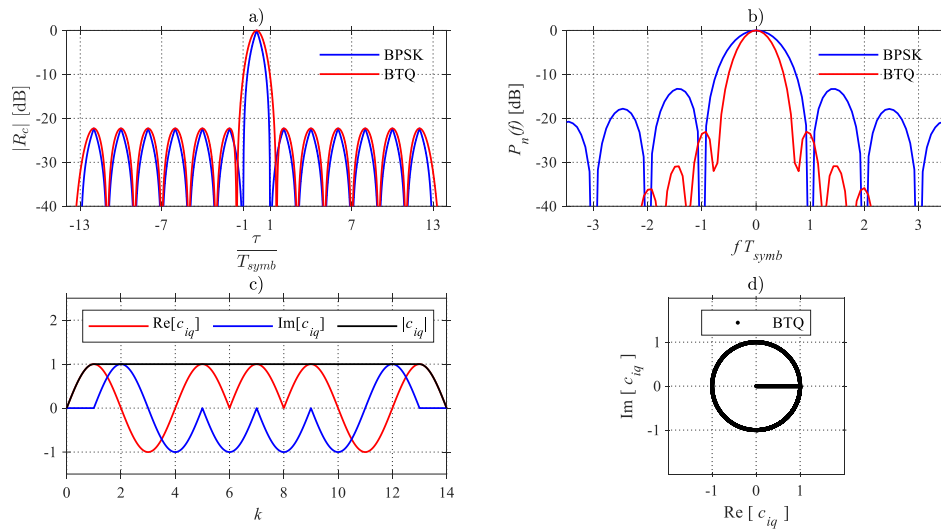 a)
0
-10
-20
-30
-40
|R_c| [dB]
BPSK
BTQ
-13 -7 -1 1 7 13
τ
T_symb
b)
0
-10
-20
-30
-40
P_n(f) [dB]
BPSK
BTQ
-3 -2 -1 0 1 2 3
f T_symb
c)
2
1
0
-1
Re[c_iq] Im[c_iq] |c_iq|
0 2 4 6 8 10 12 14
k
d)
BTQ
1
0
-1
Im [ c_iq ]
-1 0 1
Re [ c_iq ]